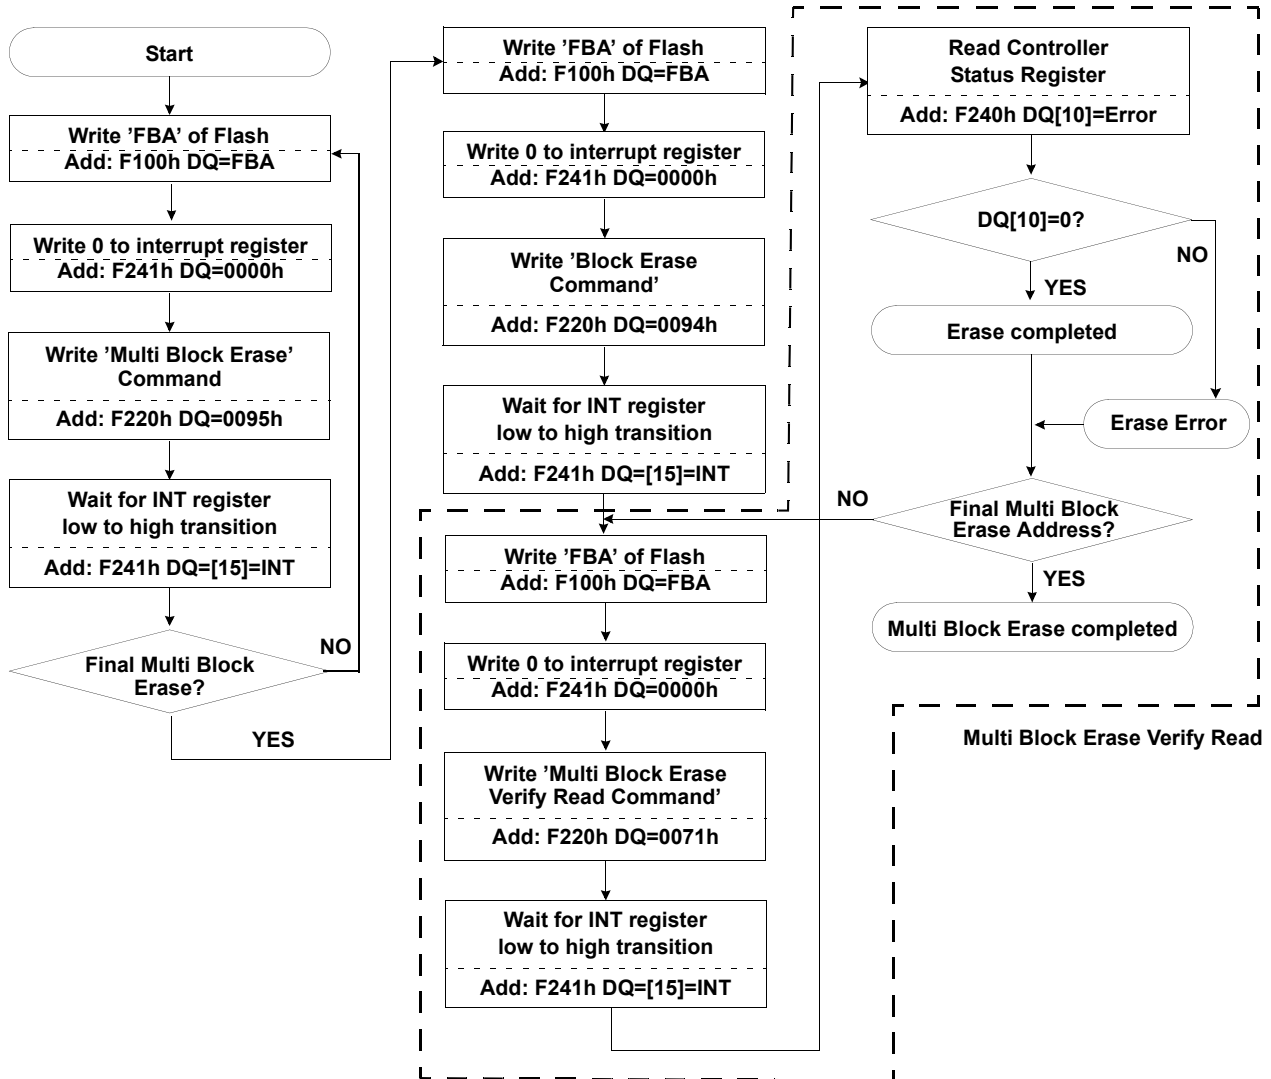 Start
Write ’FBA’ of Flash
Add: F100h DQ=FBA
Write 0 to interrupt register
Add: F241h DQ=0000h
Write ’Multi Block Erase’
Command
Add: F220h DQ=0095h
Wait for INT register
low to high transition
Add: F241h DQ=[15]=INT
Final Multi Block
Erase?
NO
YES
Write ’FBA’ of Flash
Add: F100h DQ=FBA
Write 0 to interrupt register
Add: F241h DQ=0000h
Write ’Block Erase
Command’
Add: F220h DQ=0094h
Wait for INT register
low to high transition
Add: F241h DQ=[15]=INT
Write ’FBA’ of Flash
Add: F100h DQ=FBA
Write 0 to interrupt register
Add: F241h DQ=0000h
Write ’Multi Block Erase
Verify Read Command’
Add: F220h DQ=0071h
Wait for INT register
low to high transition
Add: F241h DQ=[15]=INT
Read Controller
Status Register
Add: F240h DQ[10]=Error
DQ[10]=0?
NO
YES
Erase completed
Erase Error
NO
Final Multi Block
Erase Address?
YES
Multi Block Erase completed
Multi Block Erase Verify Read